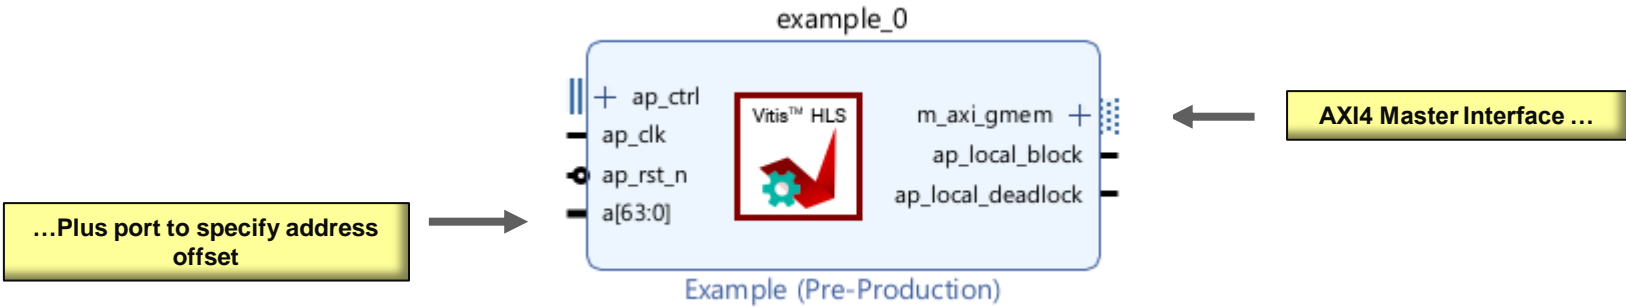 example_0
ap_ctrl
ap_clk
ap_rst_n
a[63:0]
Vitis™ HLS
m_axi_gmem
ap_local_block
ap_local_deadlock
AXI4 Master Interface …
…Plus port to specify address
offset
Example (Pre-Production)